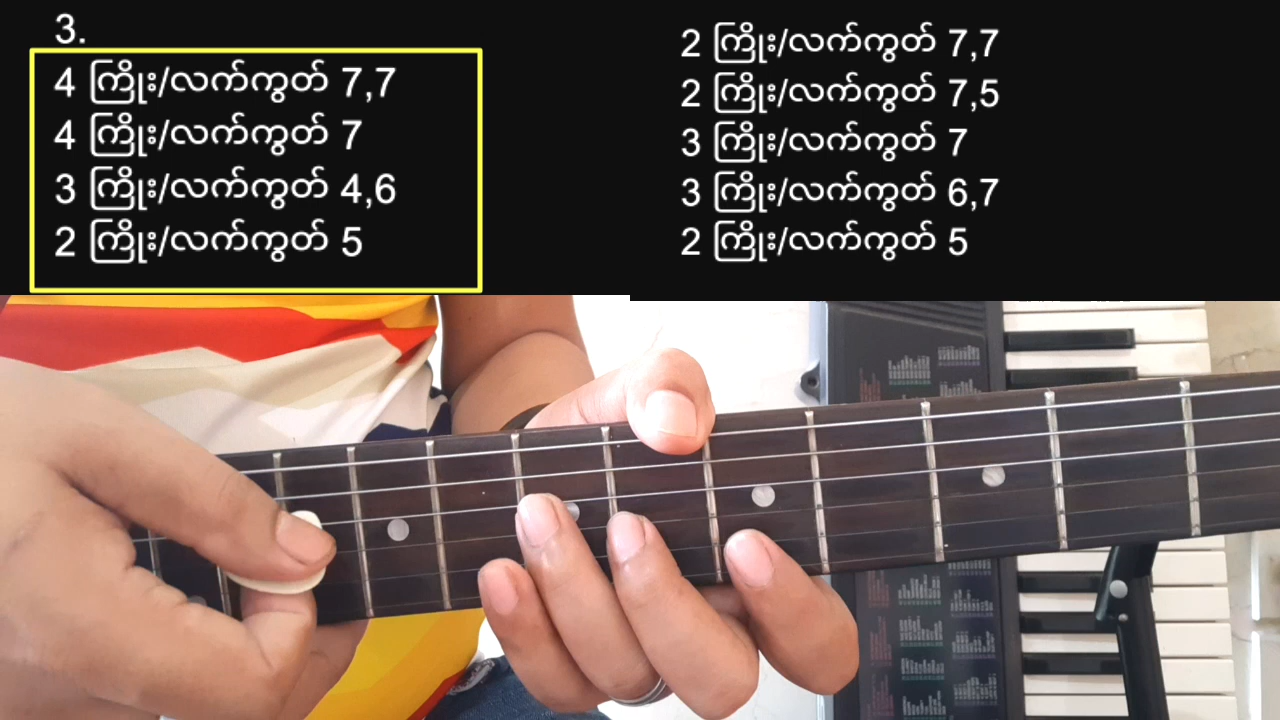 3.
4 ကြိုး/လက်ကွတ် 7,7
4 ကြိုး/လက်ကွတ် 7
3 ကြိုး/လက်ကွတ် 4,6
2 ကြိုး/လက်ကွတ် 5
2 ကြိုး/လက်ကွတ် 7,7
2 ကြိုး/လက်ကွတ် 7,5
3 ကြိုး/လက်ကွတ် 7
3 ကြိုး/လက်ကွတ် 6,7
2 ကြိုး/လက်ကွတ် 5